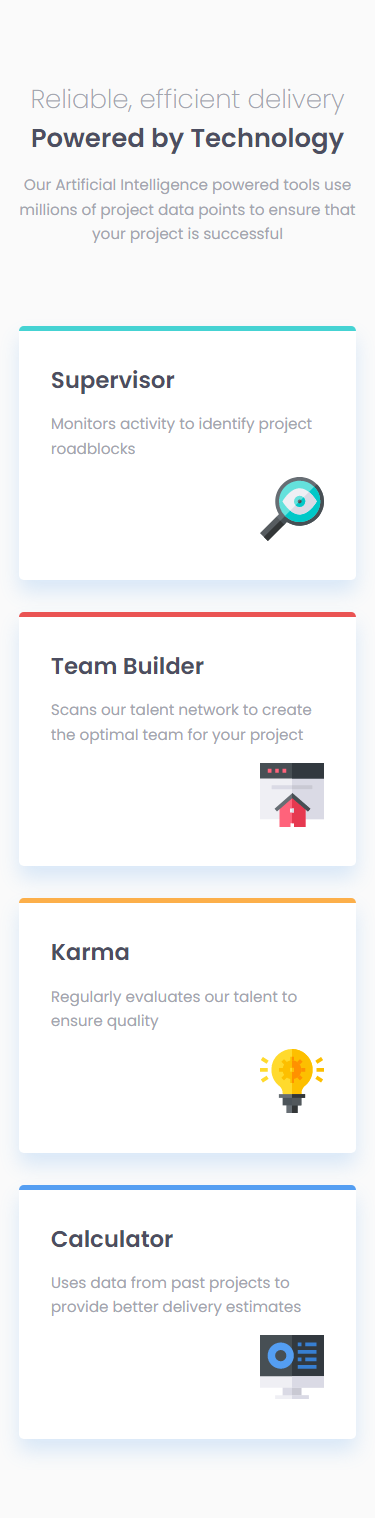 Reliable, efficient delivery
Powered by Technology
Our Artificial Intelligence powered tools use
millions of project data points to ensure that
your project is successful
Supervisor
Monitors activity to identify project
roadblocks
Team Builder
Scans our talent network to create
the optimal team for your project
Karma
Regularly evaluates our talent to
ensure quality
Calculator
Uses data from past projects to
provide better delivery estimates